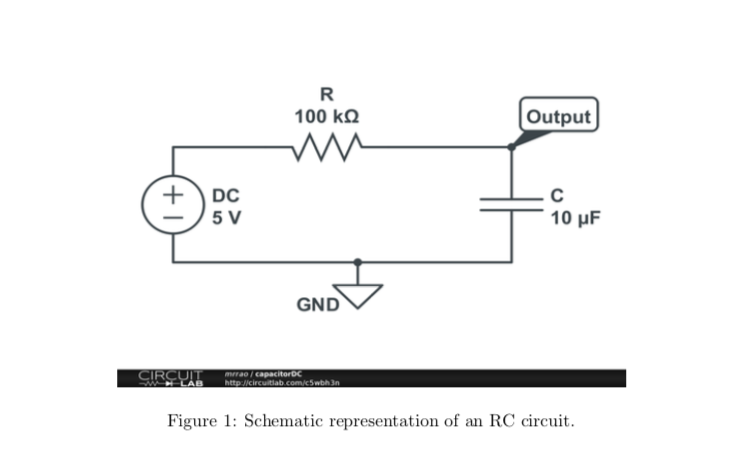 R
100 kΩ
Output
+
−
DC
5 V
C
10 µF
GND
CIRCUIT
LAB
mrrao / capacitorDC
http://circuitlab.com/c5wbh3n
Figure 1: Schematic representation of an RC circuit.